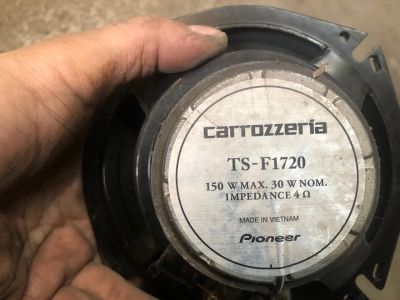 carrozzeria
TS-F1720
150 W MAX. 30 W NOM.
IMPEDANCE 4 Ω
MADE IN VIETNAM
Pioneer